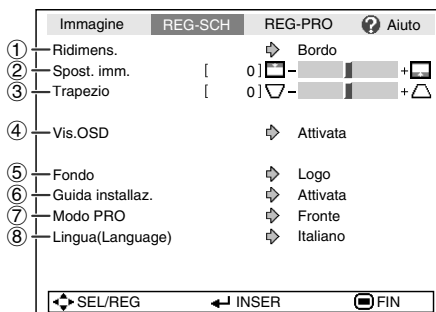 Immagine REG-SCH REG-PRO ? Aiuto
① Ridimens. Bordo
② Spost. imm. [ 0] - +
③ Trapezio [ 0] - +
④ Vis.OSD Attivata
⑤ Fondo Logo
⑥ Guida installaz. Attivata
⑦ Modo PRO Fronte
⑧ Lingua(Language) Italiano
SEL/REG INSER FIN